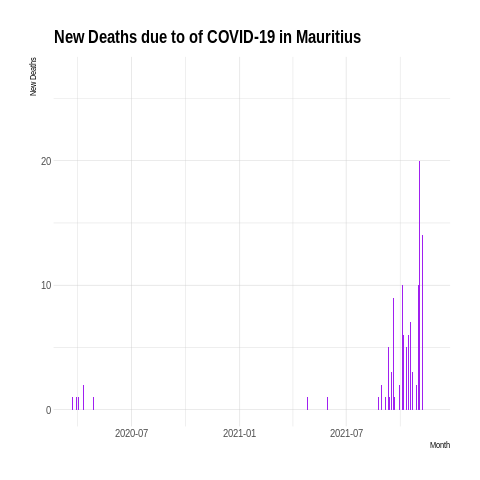 New Deaths due to of COVID-19 in Mauritius
New Deaths
20
10
0
2020-07
2021-01
2021-07
Month